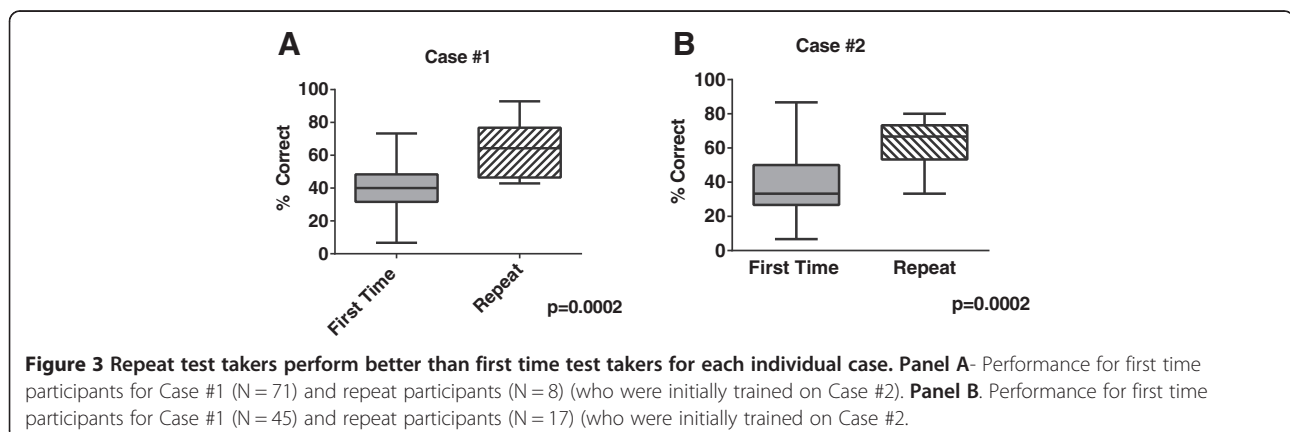 A
Case #1
% Correct
100
80
60
40
20
0
First Time
Repeat
p=0.0002
B
Case #2
% Correct
100
80
60
40
20
0
First Time
Repeat
p=0.0002
Figure 3 Repeat test takers perform better than first time test takers for each individual case. Panel A- Performance for first time
participants for Case #1 (N = 71) and repeat participants (N = 8) (who were initially trained on Case #2). Panel B. Performance for first time
participants for Case #1 (N = 45) and repeat participants (N = 17) (who were initially trained on Case #2.